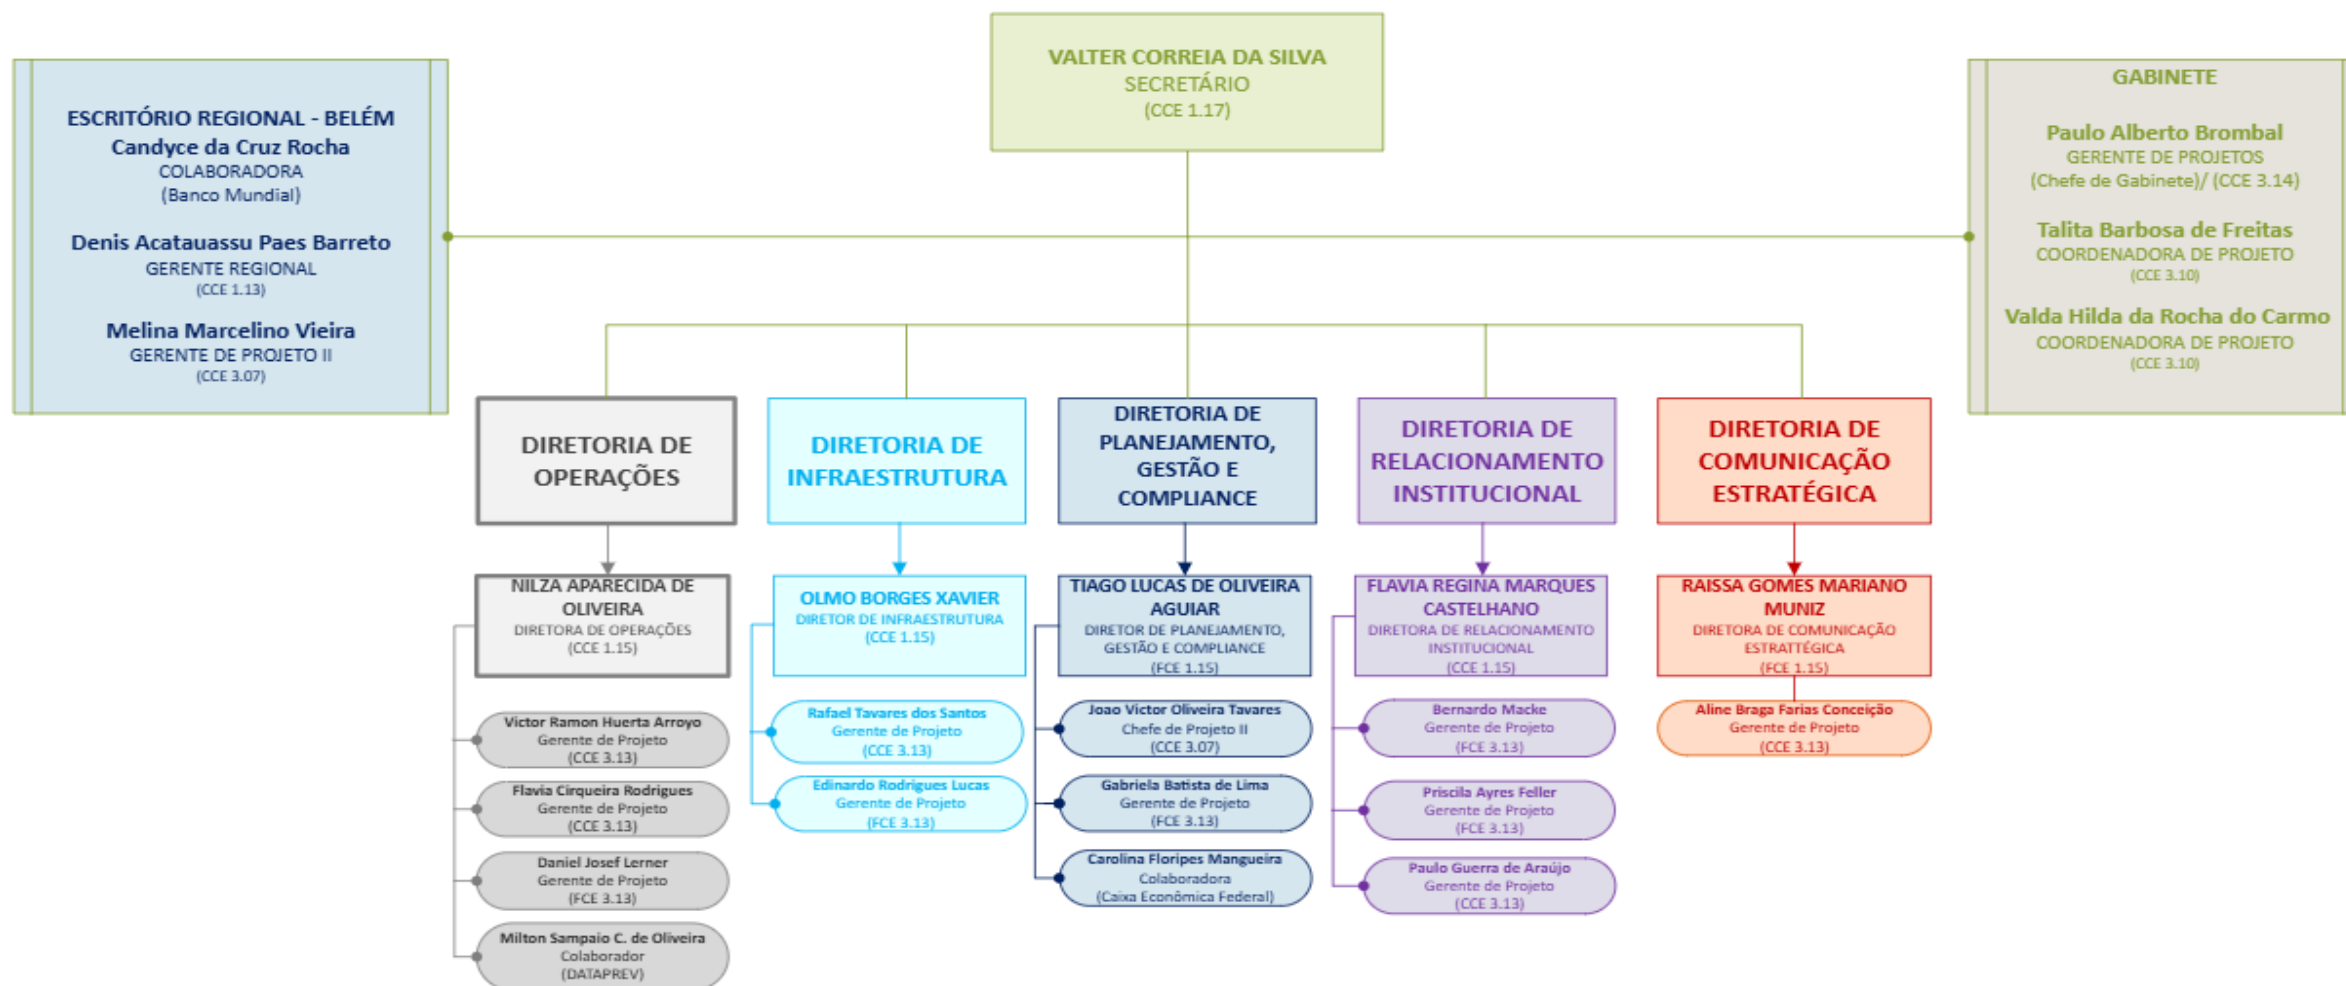 VALTER CORREIA DA SILVA
SECRETÁRIO
(CCE 1.17)
ESCRITÓRIO REGIONAL - BELÉM
Candyce da Cruz Rocha
COLABORADORA
(Banco Mundial)
Denis Acatauassu Paes Barreto
GERENTE REGIONAL
(CCE 1.13)
Melina Marcelino Vieira
GERENTE DE PROJETO II
(CCE 3.07)
GABINETE
Paulo Alberto Brombal
GERENTE DE PROJETOS
(Chefe de Gabinete)/ (CCE 3.14)
Talita Barbosa de Freitas
COORDENADORA DE PROJETO
(CCE 3.10)
Valda Hilda da Rocha do Carmo
COORDENADORA DE PROJETO
(CCE 3.10)
DIRETORIA DE
OPERAÇÕES
NILZA APARECIDA DE
OLIVEIRA
DIRETORA DE OPERAÇÕES
(CCE 1.15)
Victor Ramon Huerta Arroyo
Gerente de Projeto
(CCE 3.13)
Flavia Cirqueira Rodrigues
Gerente de Projeto
(CCE 3.13)
Daniel Josef Lerner
Gerente de Projeto
(FCE 3.13)
Milton Sampaio C. de Oliveira
Colaborador
(DATAPREV)
DIRETORIA DE
INFRAESTRUTURA
OLMO BORGES XAVIER
DIRETOR DE INFRAESTRUTURA
(CCE 1.15)
Rafael Tavares dos Santos
Gerente de Projeto
(CCE 3.13)
Edinardo Rodrigues Lucas
Gerente de Projeto
(FCE 3.13)
DIRETORIA DE
PLANEJAMENTO,
GESTÃO E
COMPLIANCE
TIAGO LUCAS DE OLIVEIRA
AGUIAR
DIRETOR DE PLANEJAMENTO,
GESTÃO E COMPLIANCE
(FCE 1.15)
Joao Victor Oliveira Tavares
Chefe de Projeto II
(CCE 3.07)
Gabriela Batista de Lima
Gerente de Projeto
(FCE 3.13)
Carolina Floripes Mangueira
Colaboradora
(Caixa Econômica Federal)
DIRETORIA DE
RELACIONAMENTO
INSTITUCIONAL
FLAVIA REGINA MARQUES
CASTELHANO
DIRETORA DE RELACIONAMENTO
INSTITUCIONAL
(CCE 1.15)
Bernardo Macke
Gerente de Projeto
(FCE 3.13)
Priscila Ayres Feller
Gerente de Projeto
(FCE 3.13)
Paulo Guerra de Araújo
Gerente de Projeto
(CCE 3.13)
DIRETORIA DE
COMUNICAÇÃO
ESTRATÉGICA
RAISSA GOMES MARIANO
MUNIZ
DIRETORA DE COMUNICAÇÃO
ESTRATTÉGICA
(FCE 1.15)
Aline Braga Farias Conceição
Gerente de Projeto
(CCE 3.13)